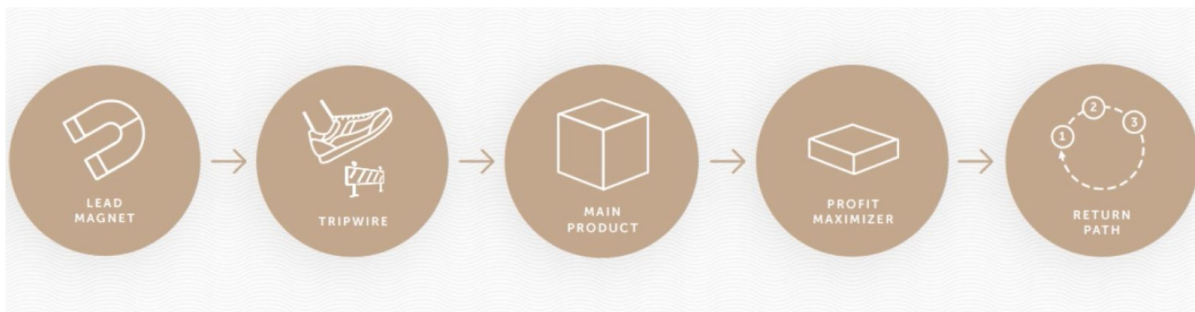 LEAD
MAGNET
TRIPWIRE
MAIN
PRODUCT
PROFIT
MAXIMIZER
1
2
3
RETURN
PATH